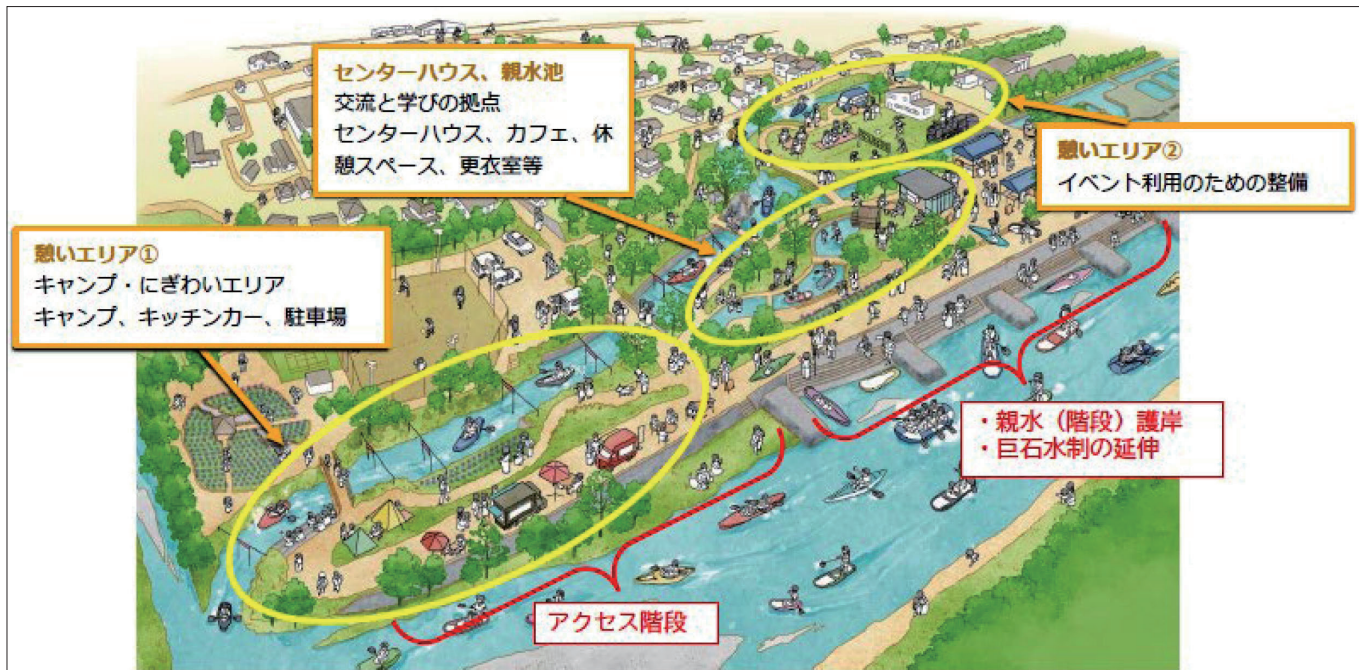 センターハウス、親水池
交流と学びの拠点
センターハウス、カフェ、休
憩スペース、更衣室等
憩いエリア②
イベント利用のための整備
憩いエリア①
キャンプ・にぎわいエリア
キャンプ、キッチンカー、駐車場
・親水（階段）護岸
・巨石水制の延伸
アクセス階段